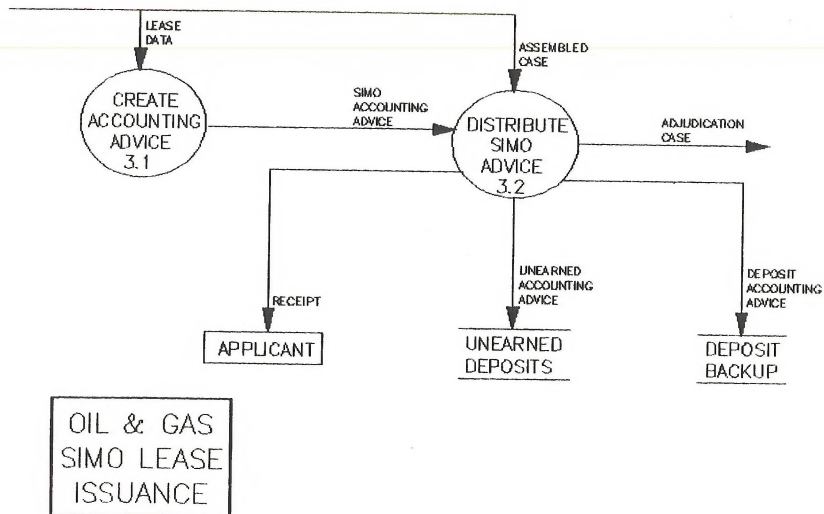 LEASE
DATA
ASSEMBLED
CASE
CREATE
ACCOUNTING
ADVICE
3.1
SIMO
ACCOUNTING
ADVICE
DISTRIBUTE
SIMO
ADVICE
3.2
ADJUDICATION
CASE
RECEIPT
UNEARNED
ACCOUNTING
ADVICE
DEPOSIT
ACCOUNTING
ADVICE
APPLICANT
UNEARNED
DEPOSITS
DEPOSIT
BACKUP
OIL & GAS
SIMO LEASE
ISSUANCE